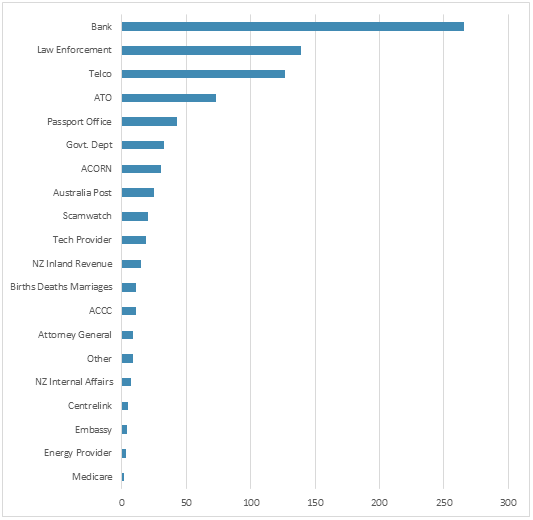 Bank
Law Enforcement
Telco
ATO
Passport Office
Govt. Dept
ACORN
Australia Post
Scamwatch
Tech Provider
NZ Inland Revenue
Births Deaths Marriages
ACCC
Attorney General
Other
NZ Internal Affairs
Centrelink
Embassy
Energy Provider
Medicare
0 50 100 150 200 250 300